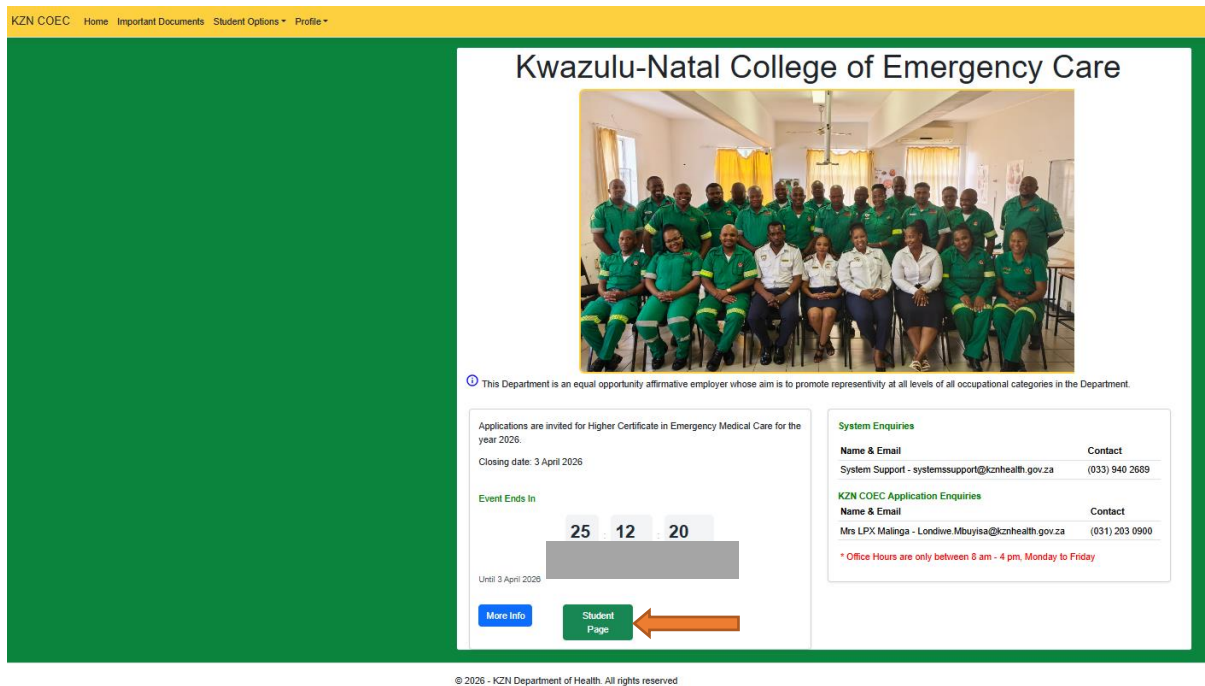 KZN COEC Home Important Documents Student Options Profile
Kwazulu-Natal College of Emergency Care
This Department is an equal opportunity affirmative employer whose aim is to promote representivity at all levels of all occupational categories in the Department.
Applications are invited for Higher Certificate in Emergency Medical Care for the
year 2026.
Closing date: 3 April 2026
Event Ends In
25 : 12 : 20
Until 3 April 2026
More Info
Student
Page
System Enquiries
Name & Email Contact
System Support - systemssupport@kznhealth.gov.za (033) 940 2689
KZN COEC Application Enquiries
Name & Email Contact
Mrs LPX Malinga - Londiwe.Mbuyisa@kznhealth.gov.za (031) 203 0900
* Office Hours are only between 8 am - 4 pm, Monday to Friday
© 2026 - KZN Department of Health. All rights reserved